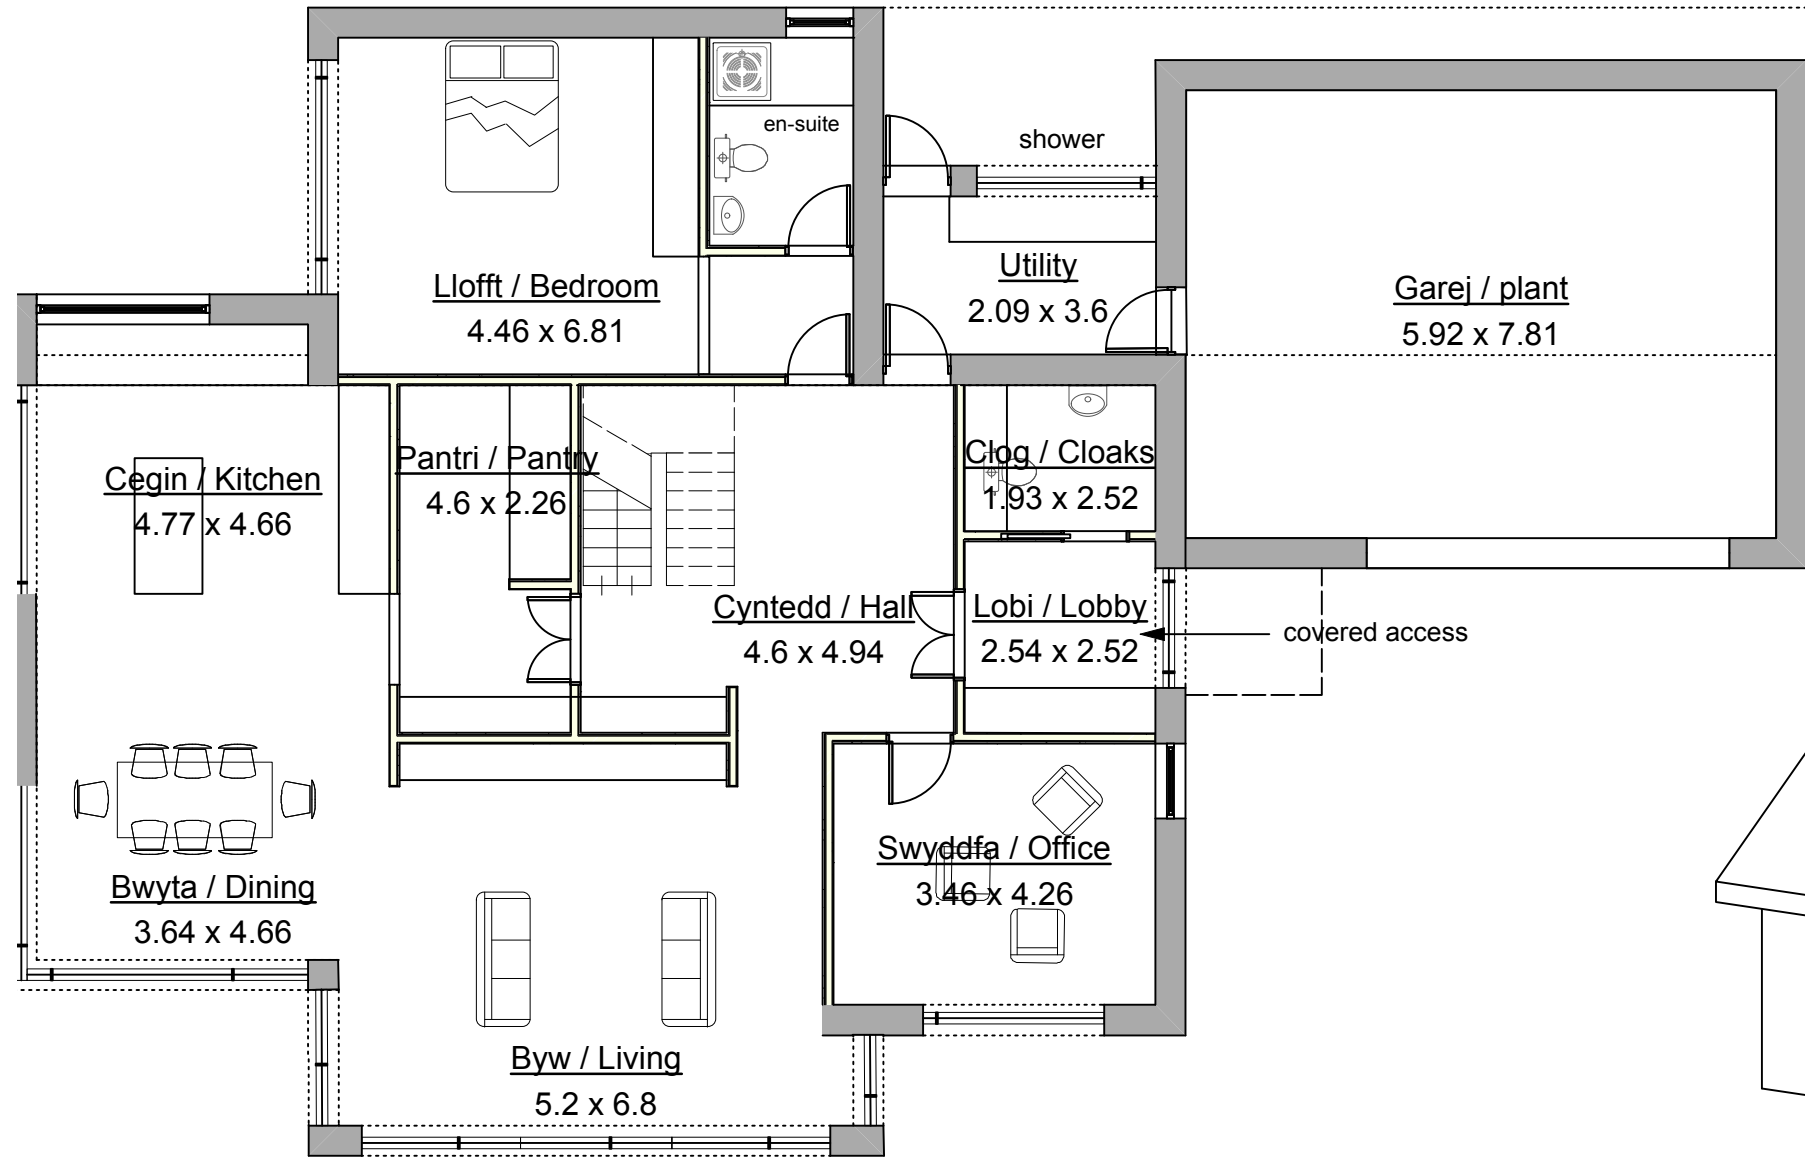 en-suite
shower
Llofft / Bedroom
4.46 x 6.81
Utility
2.09 x 3.6
Garej / plant
5.92 x 7.81
Cegin / Kitchen
4.77 x 4.66
Pantri / Pantry
4.6 x 2.26
Clog / Cloaks
1.93 x 2.52
Cyntedd / Hall
4.6 x 4.94
Lobi / Lobby
2.54 x 2.52
covered access
Swyddfa / Office
3.46 x 4.26
Bwyta / Dining
3.64 x 4.66
Byw / Living
5.2 x 6.8